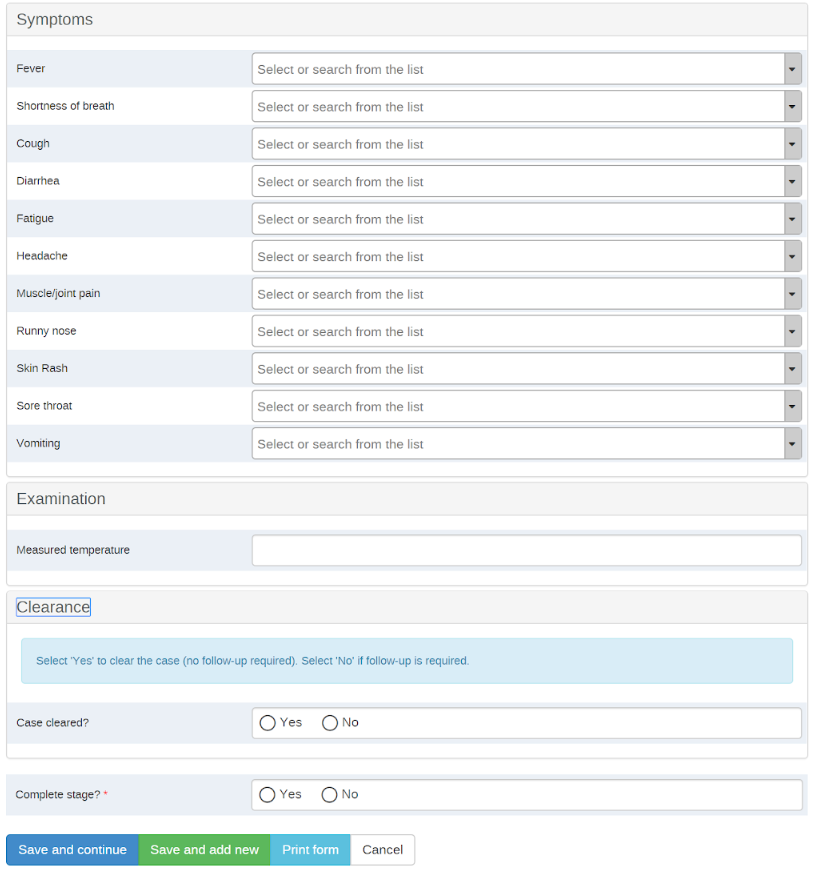 Symptoms
Fever Select or search from the list
Shortness of breath Select or search from the list
Cough Select or search from the list
Diarrhea Select or search from the list
Fatigue Select or search from the list
Headache Select or search from the list
Muscle/joint pain Select or search from the list
Runny nose Select or search from the list
Skin Rash Select or search from the list
Sore throat Select or search from the list
Vomiting Select or search from the list
Examination
Measured temperature
Clearance
Select 'Yes' to clear the case (no follow-up required). Select 'No' if follow-up is required.
Case cleared? Yes No
Complete stage? * Yes No
Save and continue Save and add new Print form Cancel